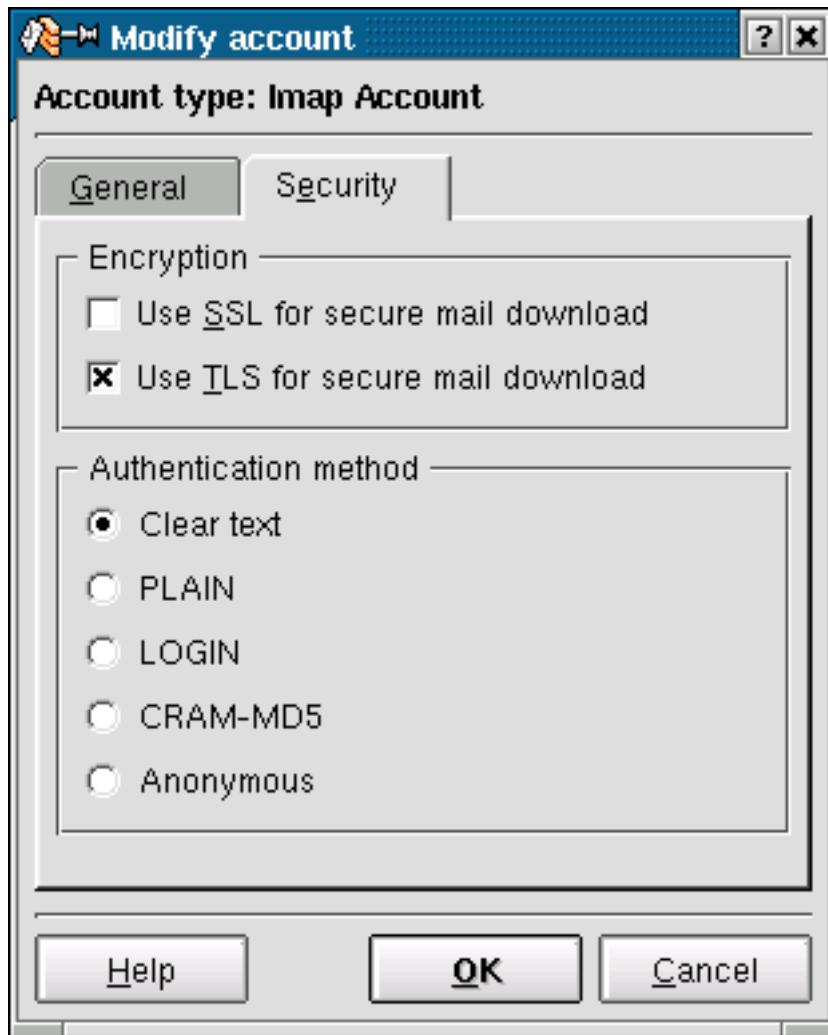 Modify account ? ×
Account type: Imap Account
General Security
Encryption
Use SSL for secure mail download
Use TLS for secure mail download
Authentication method
Clear text
PLAIN
LOGIN
CRAM-MD5
Anonymous
Help OK Cancel